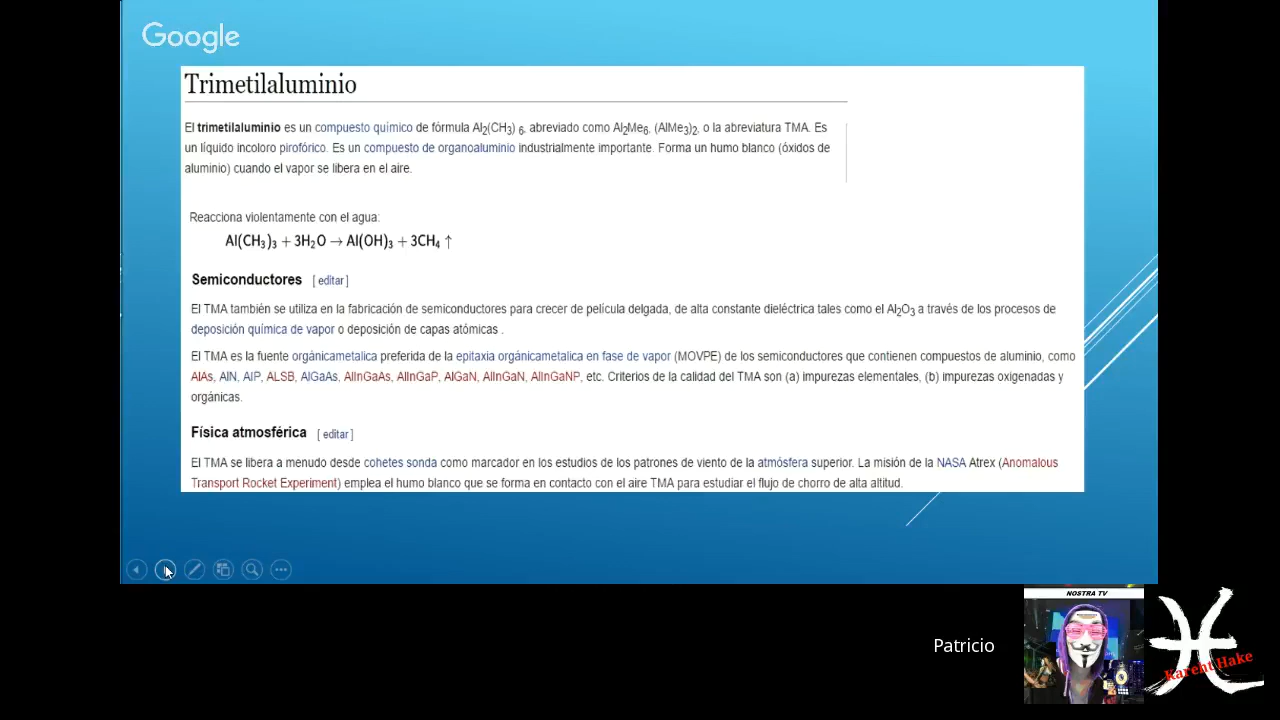 Google
Trimetilaluminio
El trimetilaluminio es un compuesto químico de fórmula Al2(CH3) 6, abreviado como Al2Me6, (AlMe3)2, o la abreviatura TMA. Es
un líquido incoloro pirofórico. Es un compuesto de organoaluminio industrialmente importante. Forma un humo blanco (óxidos de
aluminio) cuando el vapor se libera en el aire.
Reacciona violentamente con el agua:
Al(CH3)3 + 3H2O → Al(OH)3 + 3CH4 ↑
Semiconductores [ editar ]
El TMA también se utiliza en la fabricación de semiconductores para crecer de película delgada, de alta constante dieléctrica tales como el Al2O3 a través de los procesos de
deposición química de vapor o deposición de capas atómicas .
El TMA es la fuente orgánicametalica preferida de la epitaxia orgánicametalica en fase de vapor (MOVPE) de los semiconductores que contienen compuestos de aluminio, como
AlAs, AlN, AlP, ALSB, AlGaAs, AlInGaAs, AlInGaP, AlGaN, AlInGaN, AlInGaNP, etc. Criterios de la calidad del TMA son (a) impurezas elementales, (b) impurezas oxigenadas y
orgánicas.
Física atmosférica [ editar ]
El TMA se libera a menudo desde cohetes sonda como marcador en los estudios de los patrones de viento de la atmósfera superior. La misión de la NASA Atrex (Anomalous
Transport Rocket Experiment) emplea el humo blanco que se forma en contacto con el aire TMA para estudiar el flujo de chorro de alta altitud.
NOSTRA TV
Patricio
Kareht Hake